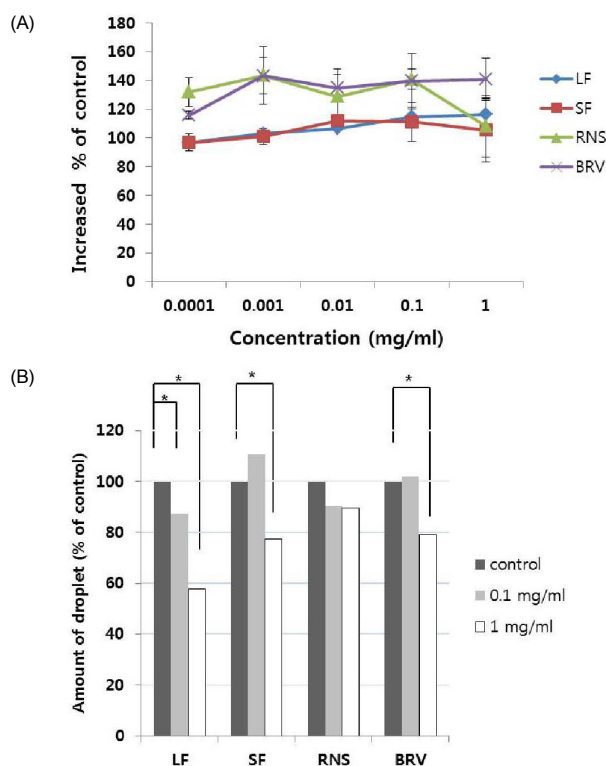 (A)
180
160
140
120
100
80
60
40
20
0
Increased % of control
0.0001 0.001 0.01 0.1 1
Concentration (mg/ml)
LF
SF
RNS
BRV
(B)
* * * *
120
100
80
60
40
20
0
Amount of droplet (% of control)
LF SF RNS BRV
control
0.1 mg/ml
1 mg/ml